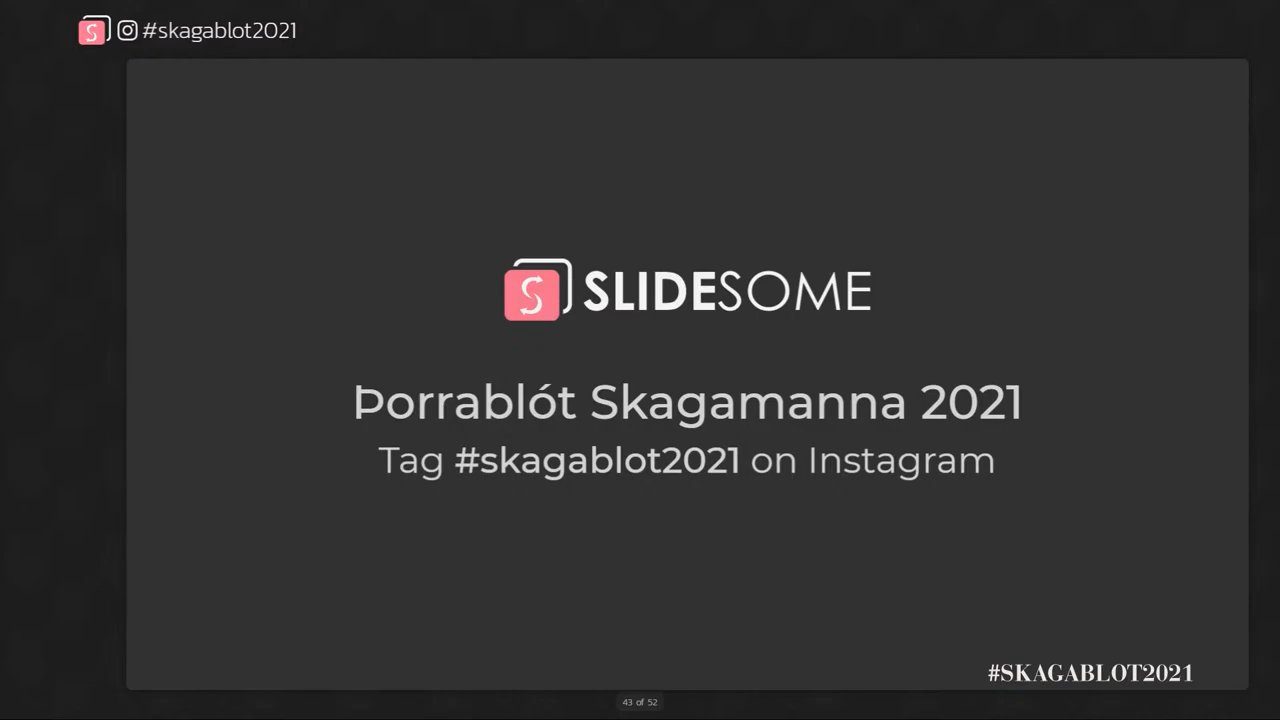 #skagablot2021
SLIDESOME
Þorrablót Skagamanna 2021
Tag #skagablot2021 on Instagram
#SKAGABLOT2021
43 of 52